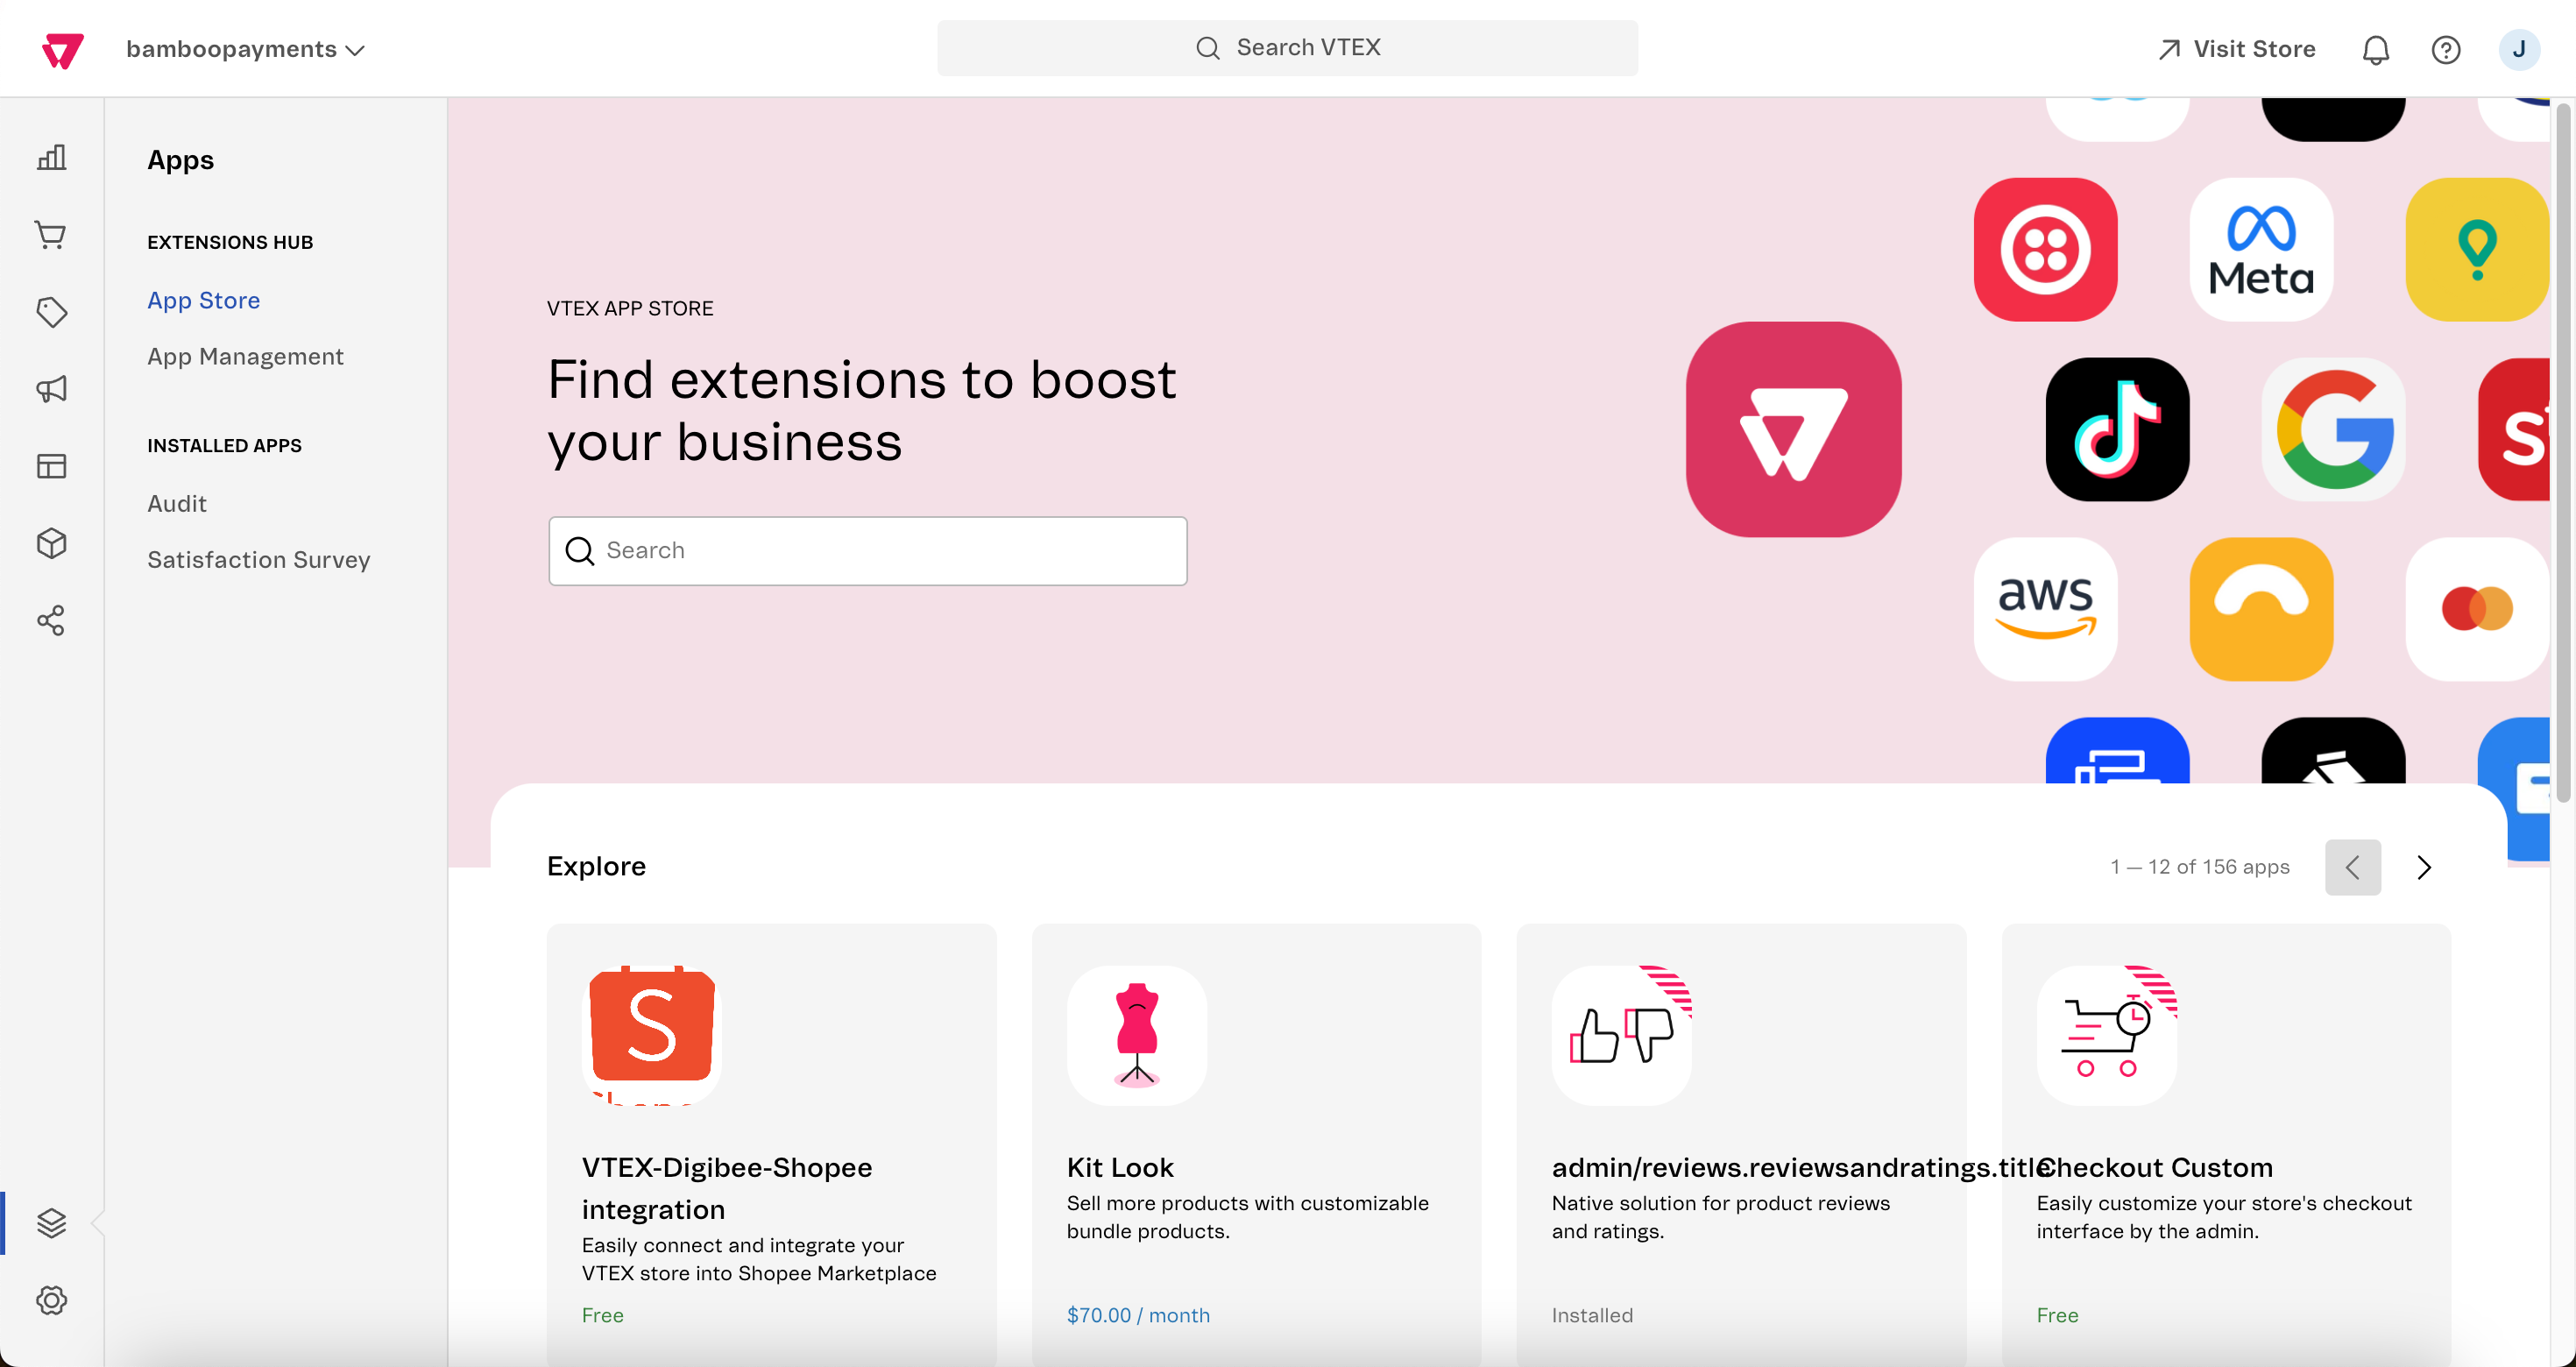 bamboopayments
Search VTEX
Visit Store
J
Apps
EXTENSIONS HUB
App Store
App Management
INSTALLED APPS
Audit
Satisfaction Survey
VTEX APP STORE
Find extensions to boost
your business
Search
Meta
aws
Explore
1 — 12 of 156 apps
VTEX-Digibee-Shopee
integration
Easily connect and integrate your
VTEX store into Shopee Marketplace
Free
Kit Look
Sell more products with customizable
bundle products.
$70.00 / month
admin/reviews.reviewsandratings.title
Native solution for product reviews
and ratings.
Installed
Checkout Custom
Easily customize your store's checkout
interface by the admin.
Free